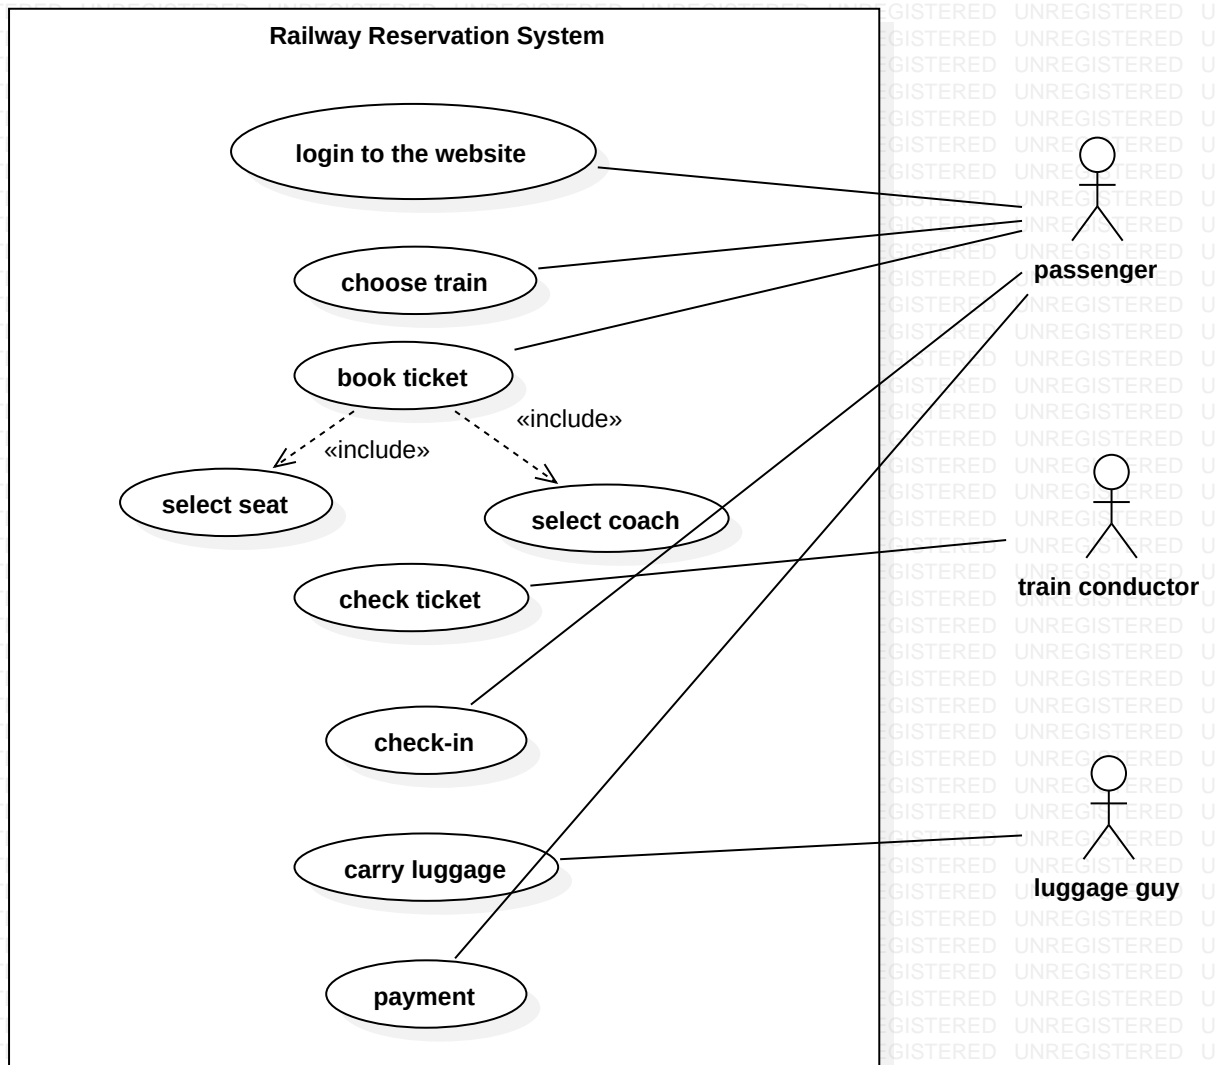 Railway Reservation System
login to the website
choose train
passenger
book ticket
«include»
«include»
select seat
select coach
check ticket
train conductor
check-in
carry luggage
luggage guy
payment
UNREGISTERED